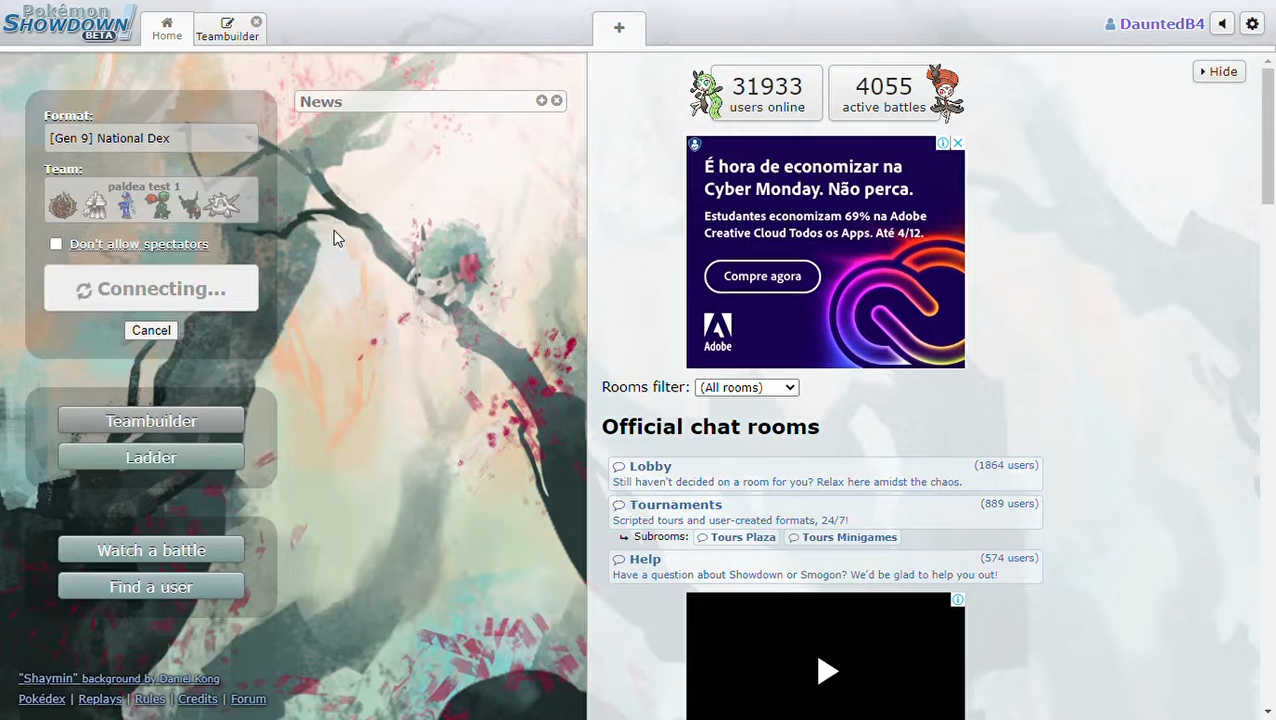 Pokémon
SHOWDOWN
BETA
Home
Teambuilder
+
DauntedB4
Format:
[Gen 9] National Dex
Team:
paldea test 1
Don't allow spectators
Connecting...
Cancel
Teambuilder
Ladder
Watch a battle
Find a user
"Shaymin" background by Daniel Kong
Pokédex | Replays | Rules | Credits | Forum
News
31933
users online
4055
active battles
Hide
É hora de economizar na
Cyber Monday. Não perca.
Estudantes economizam 69% na Adobe
Creative Cloud Todos os Apps. Até 4/12.
Compre agora
Adobe
Rooms filter: (All rooms)
Official chat rooms
Lobby (1864 users)
Still haven't decided on a room for you? Relax here amidst the chaos.
Tournaments (889 users)
Scripted tours and user-created formats, 24/7!
↳ Subrooms: Tours Plaza Tours Minigames
Help (574 users)
Have a question about Showdown or Smogon? We'd be glad to help you out!